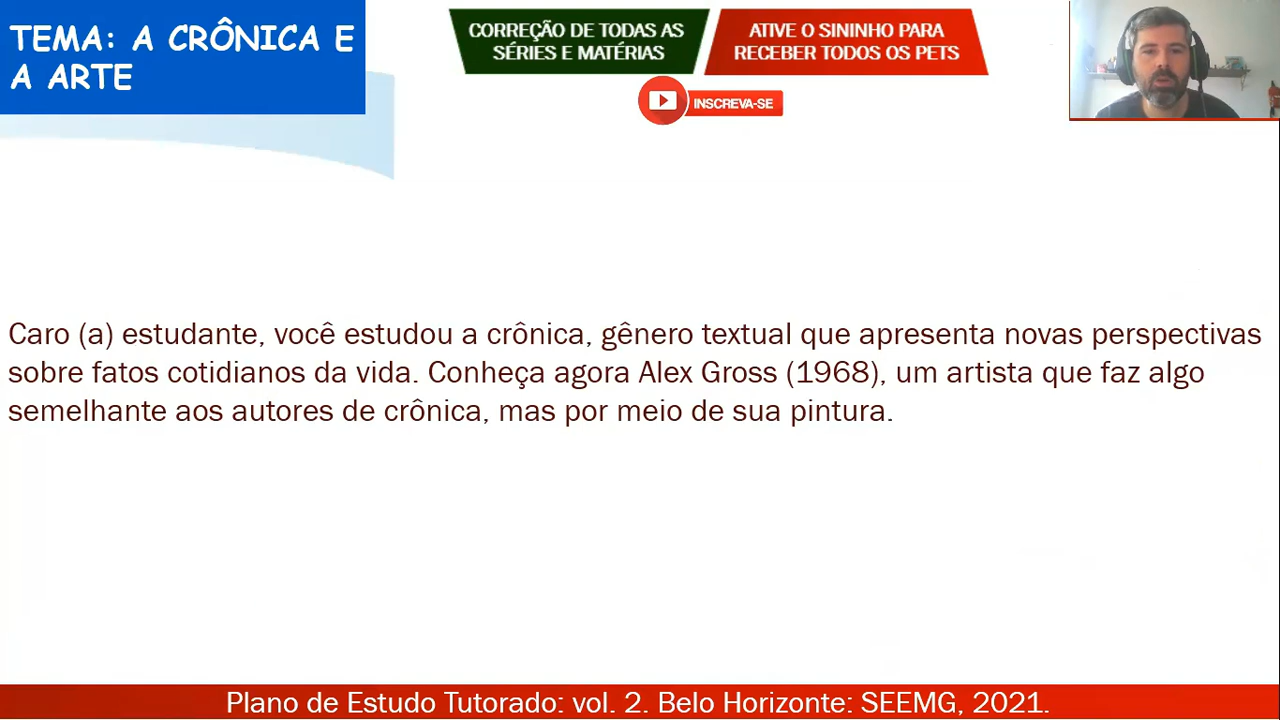 TEMA: A CRÔNICA E
A ARTE
CORREÇÃO DE TODAS AS
SÉRIES E MATÉRIAS
ATIVE O SININHO PARA
RECEBER TODOS OS PETS
INSCREVA-SE
Caro (a) estudante, você estudou a crônica, gênero textual que apresenta novas perspectivas
sobre fatos cotidianos da vida. Conheça agora Alex Gross (1968), um artista que faz algo
semelhante aos autores de crônica, mas por meio de sua pintura.
Plano de Estudo Tutorado: vol. 2. Belo Horizonte: SEEMG, 2021.